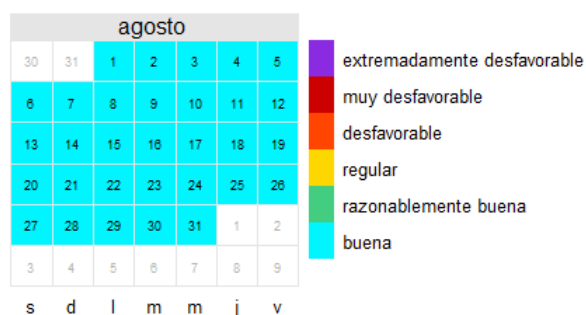 agosto
30 31 1 2 3 4 5
6 7 8 9 10 11 12
13 14 15 16 17 18 19
20 21 22 23 24 25 26
27 28 29 30 31 1 2
3 4 5 6 7 8 9
s d l m m j v
extremadamente desfavorable
muy desfavorable
desfavorable
regular
razonablemente buena
buena